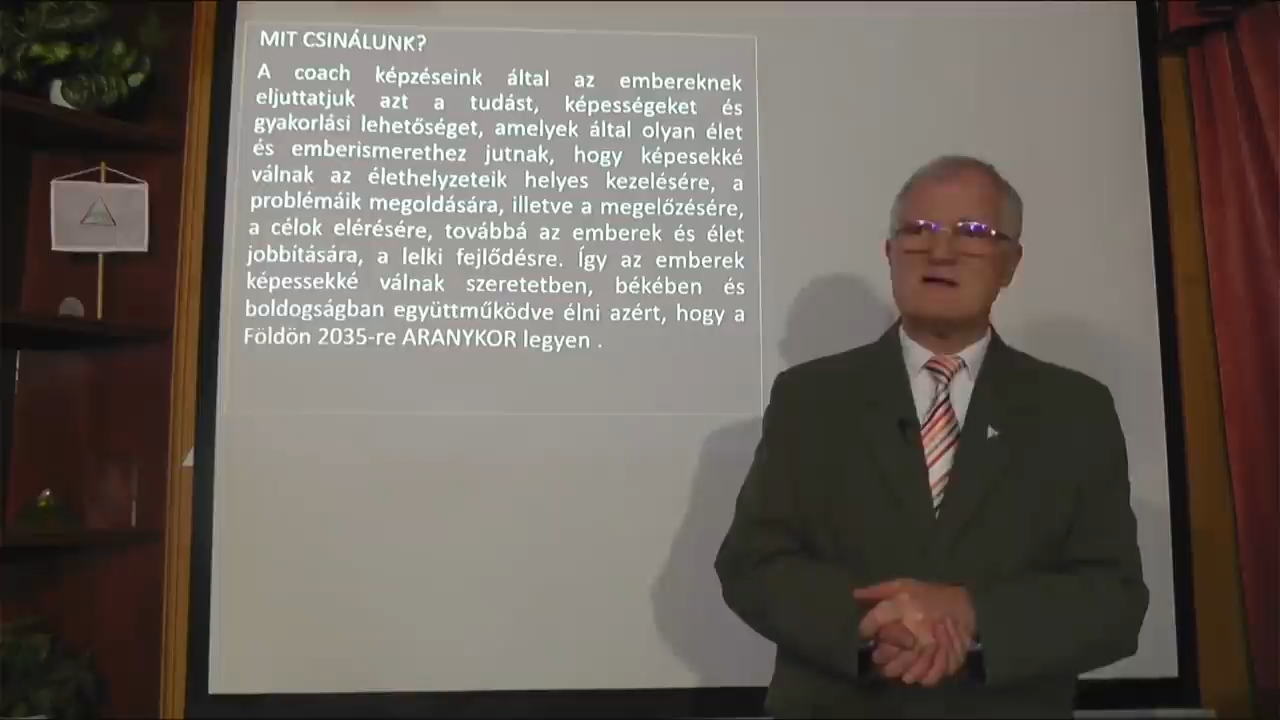 MIT CSINÁLUNK?
A coach képzéseink által az embereknek
eljuttatjuk azt a tudást, képességeket és
gyakorlási lehetőséget, amelyek által olyan élet
és emberismerethez jutnak, hogy képesekké
válnak az élethelyzeteik helyes kezelésére, a
problémáik megoldására, illetve a megelőzésére,
a célok elérésére, továbbá az emberek és élet
jobbítására, a lelki fejlődésre. Így az emberek
képessekké válnak szeretetben, békében és
boldogságban együttműködve élni azért, hogy a
Földön 2035-re ARANYKOR legyen .